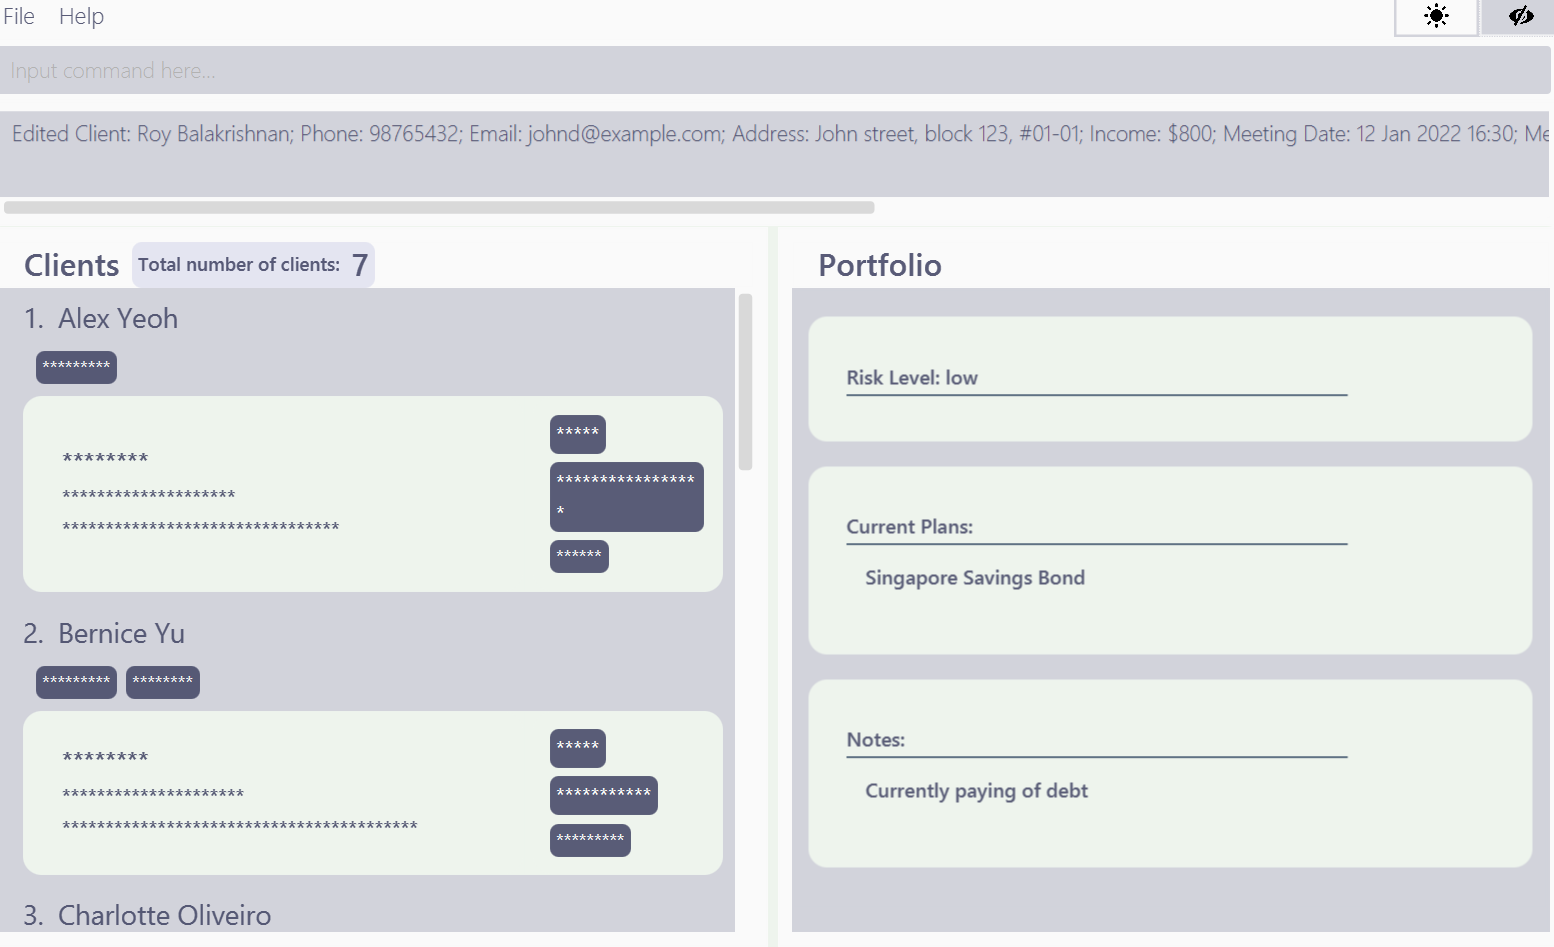 File Help
Input command here...
Edited Client: Roy Balakrishnan; Phone: 98765432; Email: johnd@example.com; Address: John street, block 123, #01-01; Income: $800; Meeting Date: 12 Jan 2022 16:30; Me
Clients Total number of clients: 7
1. Alex Yeoh
*********
*****
********
*****************
********************
********************************
******
2. Bernice Yu
********* ********
*****
********
***********
*********************
*****************************************
*********
3. Charlotte Oliveiro
Portfolio
Risk Level: low
Current Plans:
Singapore Savings Bond
Notes:
Currently paying of debt